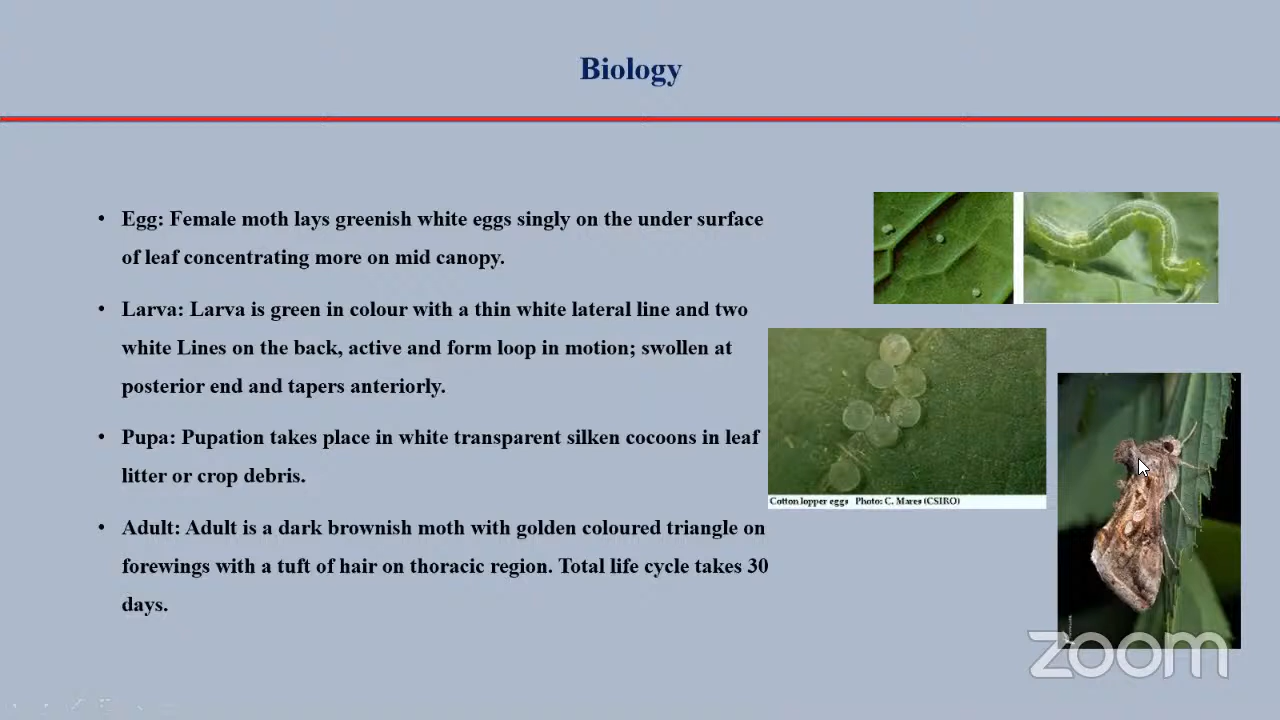 Biology
• Egg: Female moth lays greenish white eggs singly on the under surface
of leaf concentrating more on mid canopy.
• Larva: Larva is green in colour with a thin white lateral line and two
white Lines on the back, active and form loop in motion; swollen at
posterior end and tapers anteriorly.
• Pupa: Pupation takes place in white transparent silken cocoons in leaf
litter or crop debris.
• Adult: Adult is a dark brownish moth with golden coloured triangle on
forewings with a tuft of hair on thoracic region. Total life cycle takes 30
days.
Cotton lopper eggs Photo: C. Mares (CSIRO)
zoom